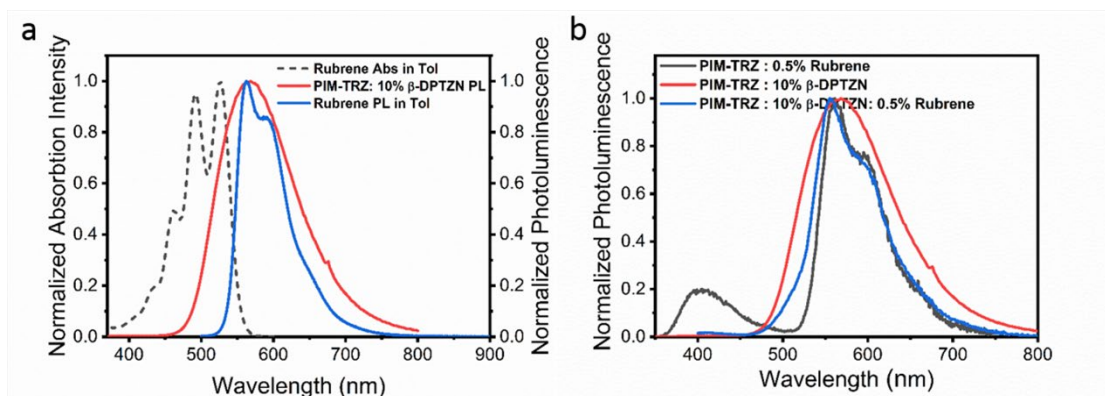 a
Normalized Absorbtion Intensity
1.0
0.8
0.6
0.4
0.2
0.0
Rubrene Abs in Tol
PIM-TRZ: 10% β-DPTZN PL
Rubrene PL in Tol
1.0
0.8
0.6
0.4
0.2
0.0
Normalized Photoluminescence
400 500 600 700 800 900
Wavelength (nm)
b
Normalized Photoluminescence
1.0
0.8
0.6
0.4
0.2
0.0
PIM-TRZ : 0.5% Rubrene
PIM-TRZ : 10% β-DPTZN
PIM-TRZ : 10% β-DPTZN: 0.5% Rubrene
400 500 600 700 800
Wavelength (nm)